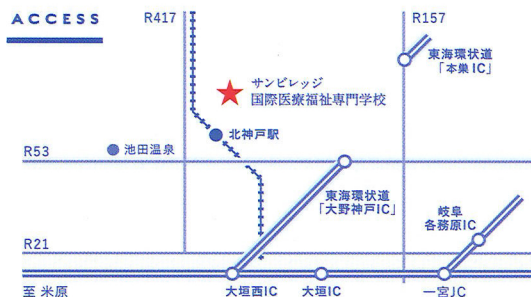 ACCESS
R417
R157
東海環状道
「本巣IC」
サンビレッジ
国際医療福祉専門学校
北神戸駅
池田温泉
R53
東海環状道
「大野神戸IC」
岐阜
各務原IC
R21
至 米原
大垣西IC
大垣IC
一宮JC